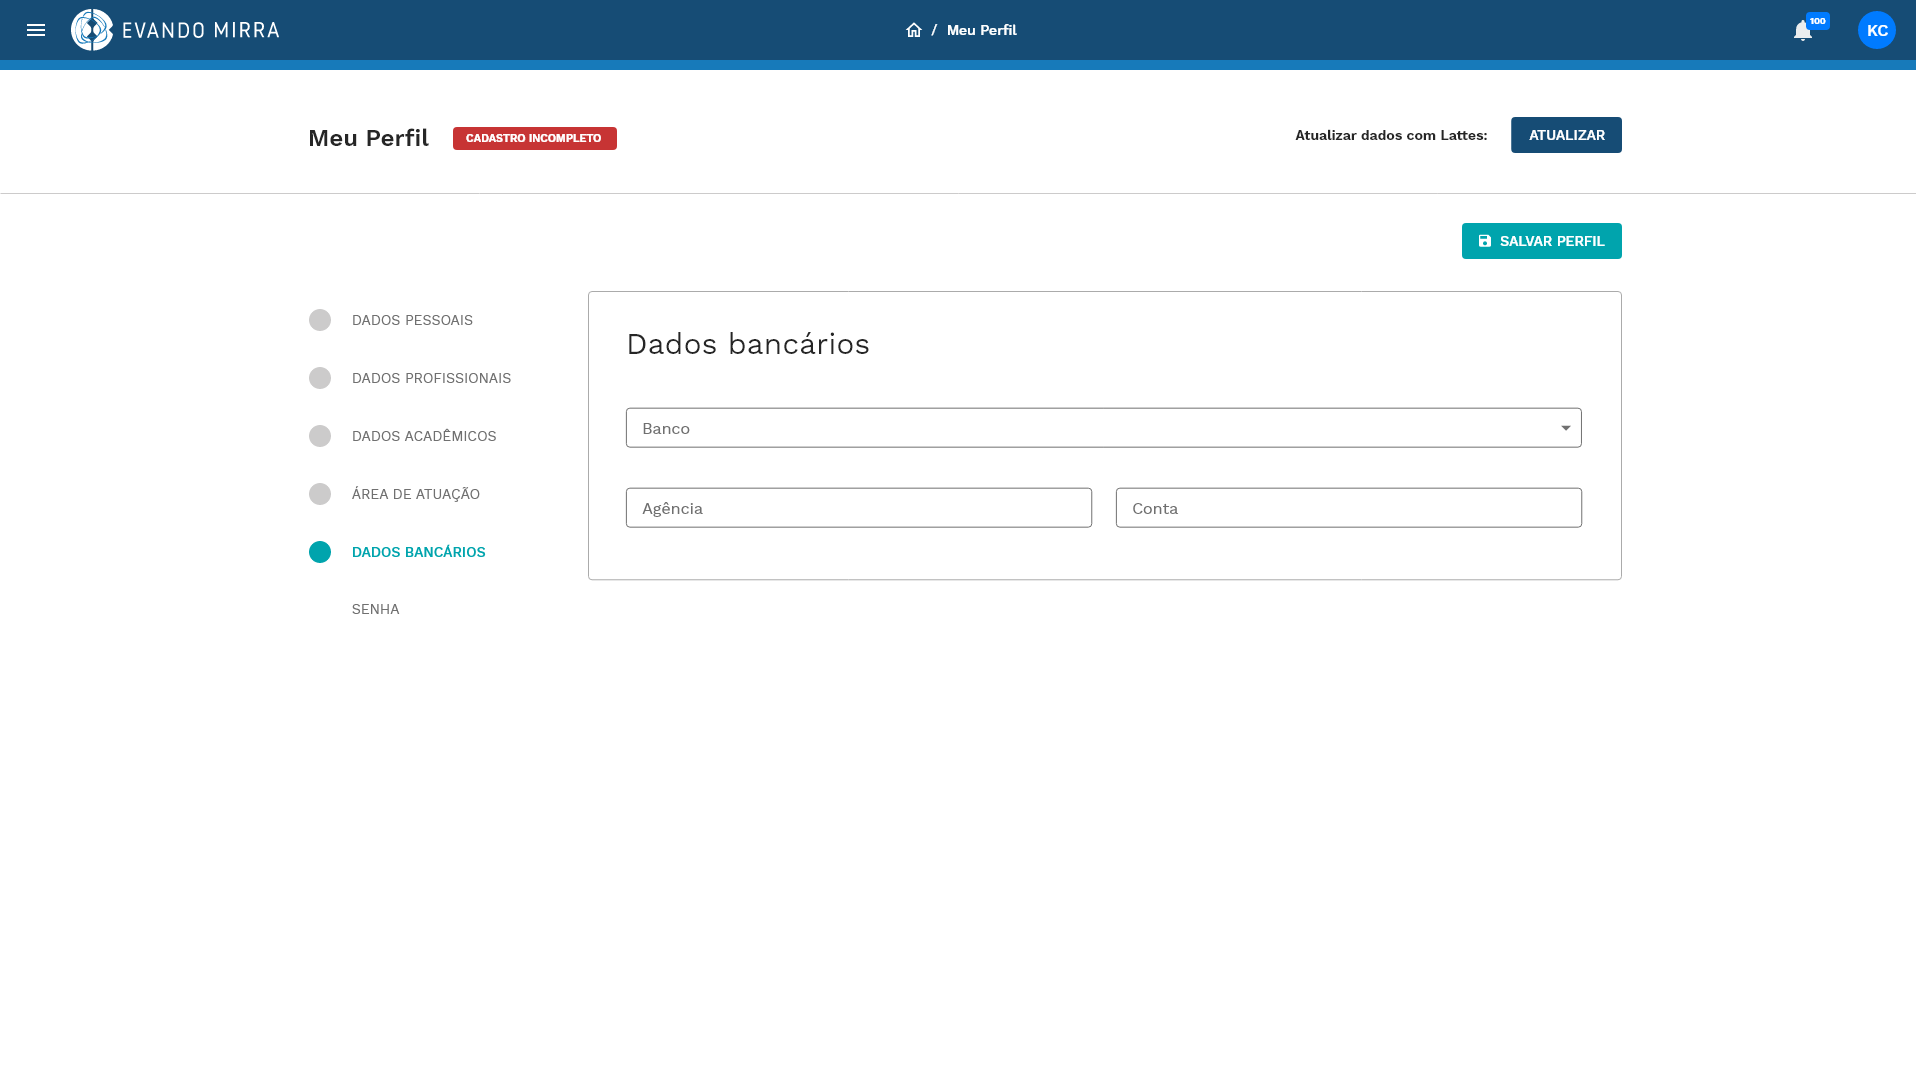 EVANDO MIRRA
/ Meu Perfil
100
KC
Meu Perfil
CADASTRO INCOMPLETO
Atualizar dados com Lattes:
ATUALIZAR
SALVAR PERFIL
DADOS PESSOAIS
DADOS PROFISSIONAIS
DADOS ACADÊMICOS
ÁREA DE ATUAÇÃO
DADOS BANCÁRIOS
SENHA
Dados bancários
Banco
Agência
Conta